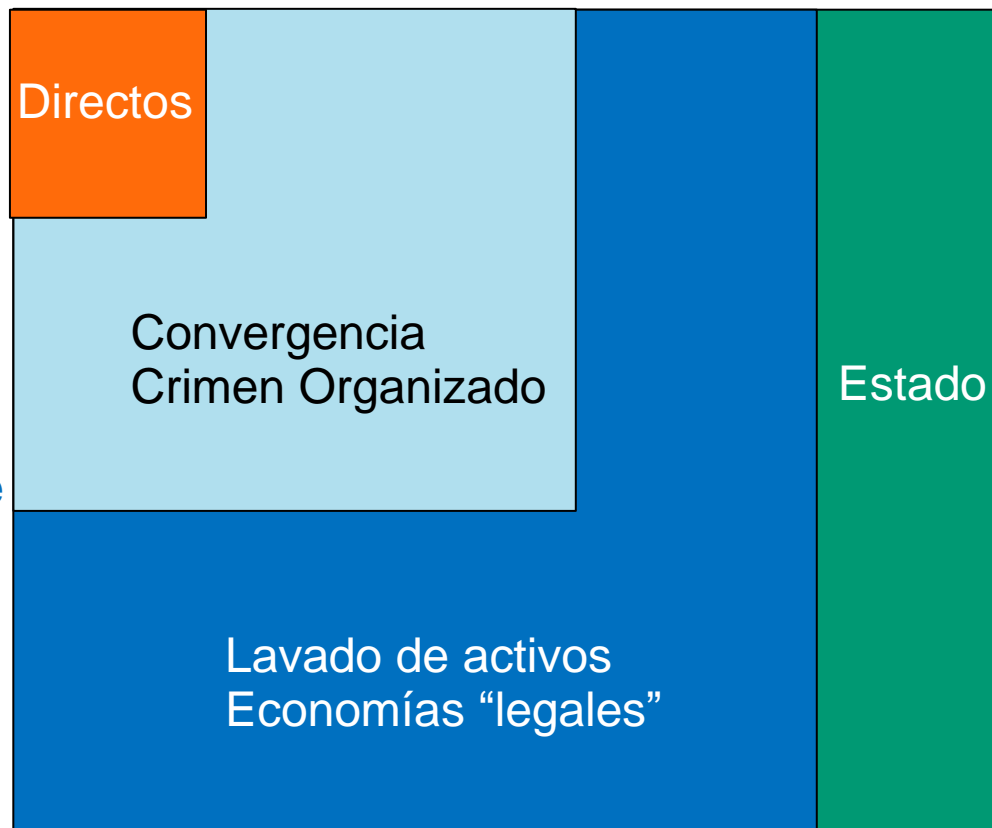 Directos
Convergencia
Crimen Organizado
Estado
Lavado de activos
Economías “legales”